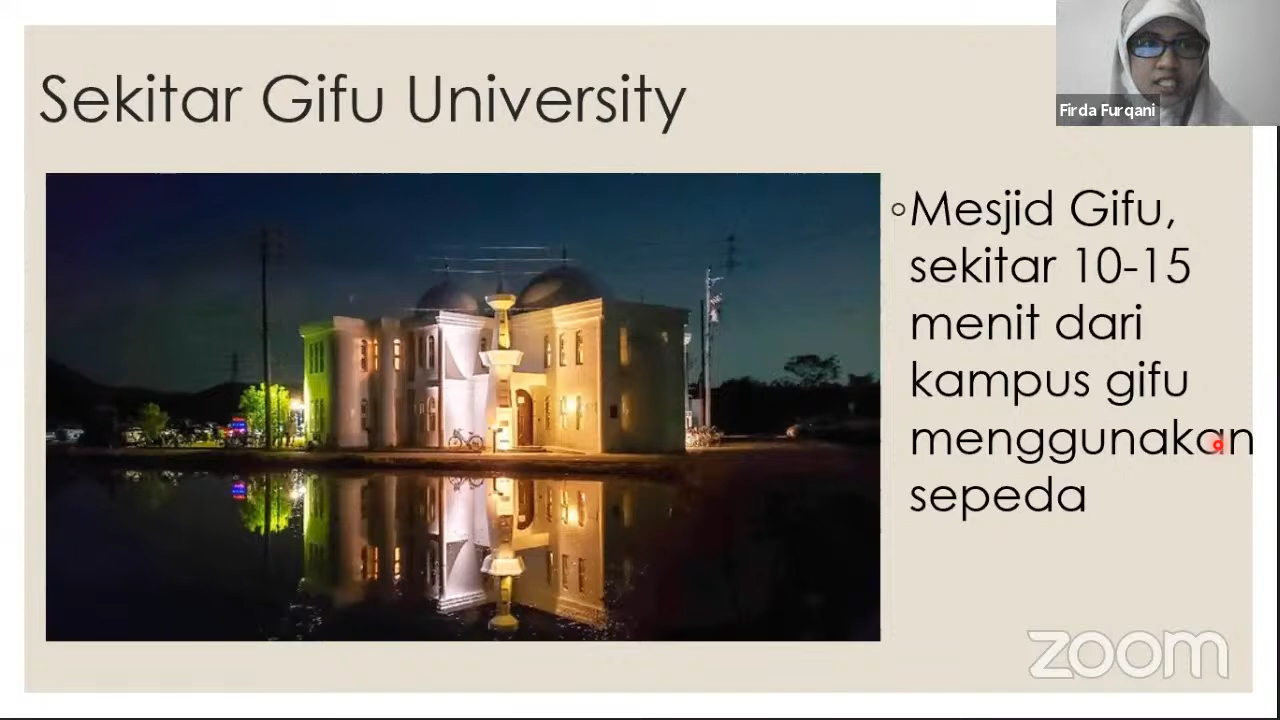 Sekitar Gifu University
Firda Furqani
◦Mesjid Gifu,
sekitar 10-15
menit dari
kampus gifu
menggunakan
sepeda
zoom